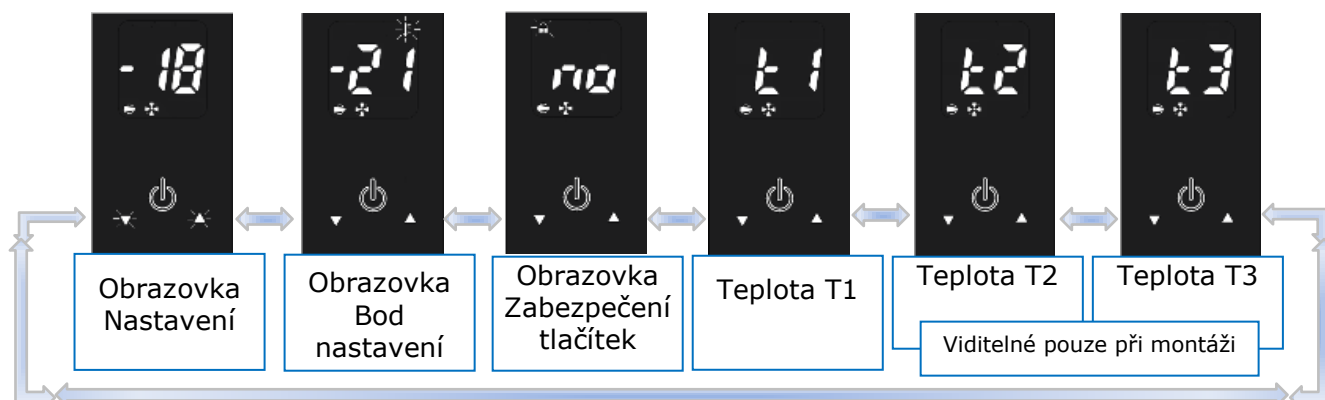 -18
-21
no
t1
t2
t3
Obrazovka
Nastavení
Obrazovka
Bod
nastavení
Obrazovka
Zabezpečení
tlačítek
Teplota T1
Teplota T2
Teplota T3
Viditelné pouze při montáži